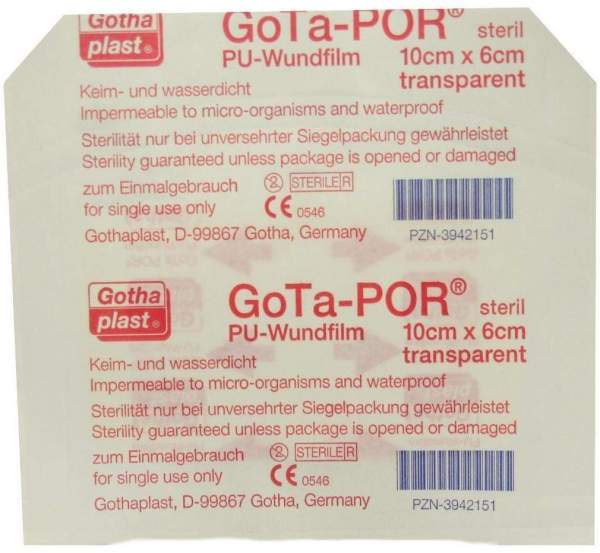 Gotha
plast®
GoTa-POR® steril
PU-Wundfilm 10cm x 6cm
transparent
Keim- und wasserdicht
Impermeable to micro-organisms and waterproof
Sterilität nur bei unversehrter Siegelpackung gewährleistet
Sterility guaranteed unless package is opened or damaged
zum Einmalgebrauch 2 STERILE R
for single use only CE 0546
Gothaplast, D-99867 Gotha, Germany PZN-3942151
Gotha
plast®
GoTa-POR® steril
PU-Wundfilm 10cm x 6cm
transparent
Keim- und wasserdicht
Impermeable to micro-organisms and waterproof
Sterilität nur bei unversehrter Siegelpackung gewährleistet
Sterility guaranteed unless package is opened or damaged
zum Einmalgebrauch 2 STERILE R
for single use only CE 0546
Gothaplast, D-99867 Gotha, Germany PZN-3942151